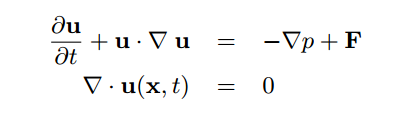 ∂u/∂t + u · ∇ u = −∇p + F
∇ · u(x, t) = 0